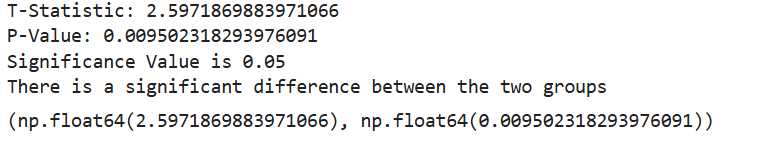 T-Statistic: 2.5971869883971066
P-Value: 0.009502318293976091
Significance Value is 0.05
There is a significant difference between the two groups
(np.float64(2.5971869883971066), np.float64(0.009502318293976091))